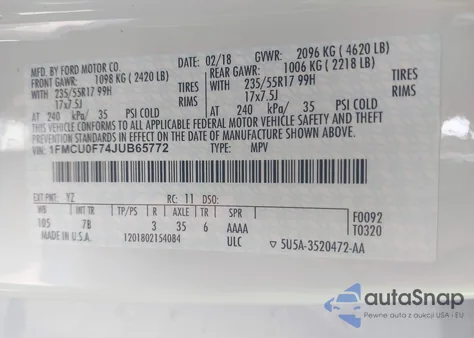 MFD. BY FORD MOTOR CO.
02/18 GVWR: 2096 KG ( 4620 LB)
FRONT GAWR: 1098 KG ( 2420 LB) REAR GAWR: 1006 KG ( 2218 LB)
235/55R17 99H TIRES 235/55R17 99H TIRES
17x7.5J RIMS 17x7.5J RIMS
AT 240 kPa/ 35 PSI COLD AT 240 kPa/ 35 PSI COLD
THIS VEHICLE CONFORMS TO ALL APPLICABLE FEDERAL MOTOR VEHICLE SAFETY AND THEFT
PREVENTION STANDARDS IN EFFECT ON THE DATE OF MANUFACTURE SHOWN ABOVE.
VIN: 1FMCU0F74JUB65772 TYPE: MPV
EXT PNT: YZ RC: 11 DSO:
WB INT TR TP/PS R AXLE TR SPR
105 7B 3 35 6 AAAA
F0092
T0320
MADE IN U.S.A. 1201802154084 ULC ▽ 5U5A-3520472-AA
autoSnap
Pewne auta z aukcji USA - EU